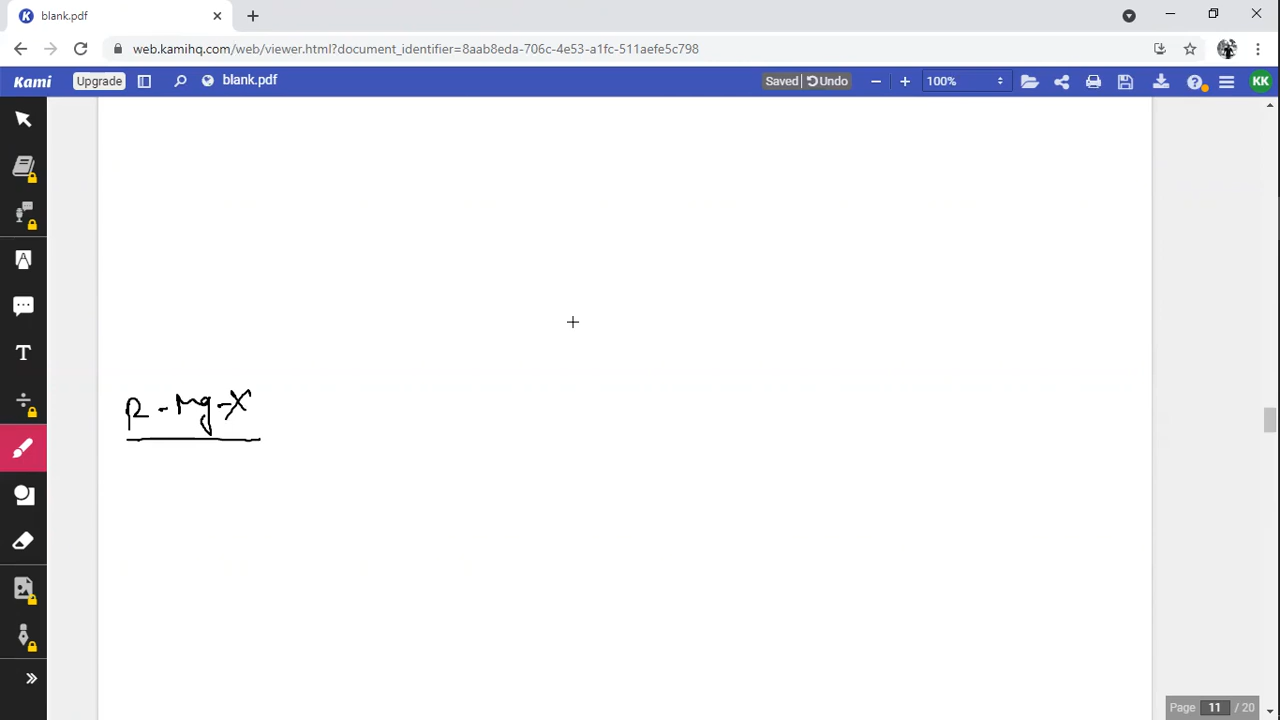 blank.pdf
web.kamihq.com/web/viewer.html?document_identifier=8aab8eda-706c-4e53-a1fc-511aefe5c798
Kami Upgrade blank.pdf Saved Undo 100% KK
R - Mg - X
Page 11 / 20